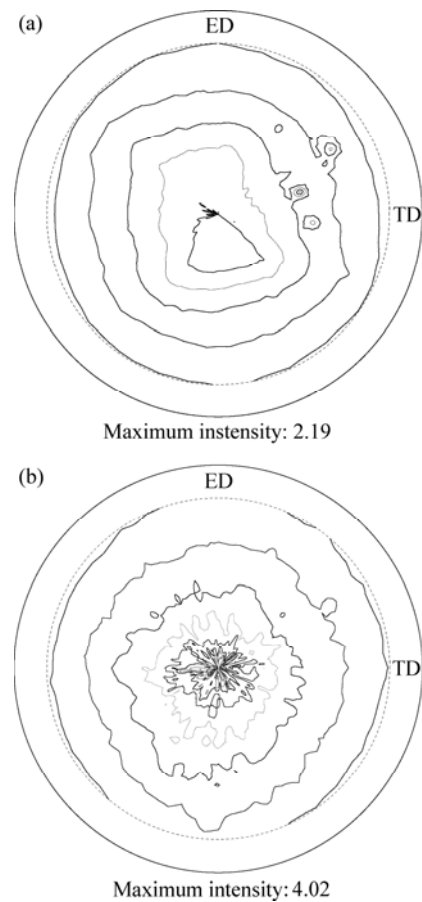 (a)
ED
TD
Maximum instensity: 2.19
(b)
ED
TD
Maximum intensity: 4.02